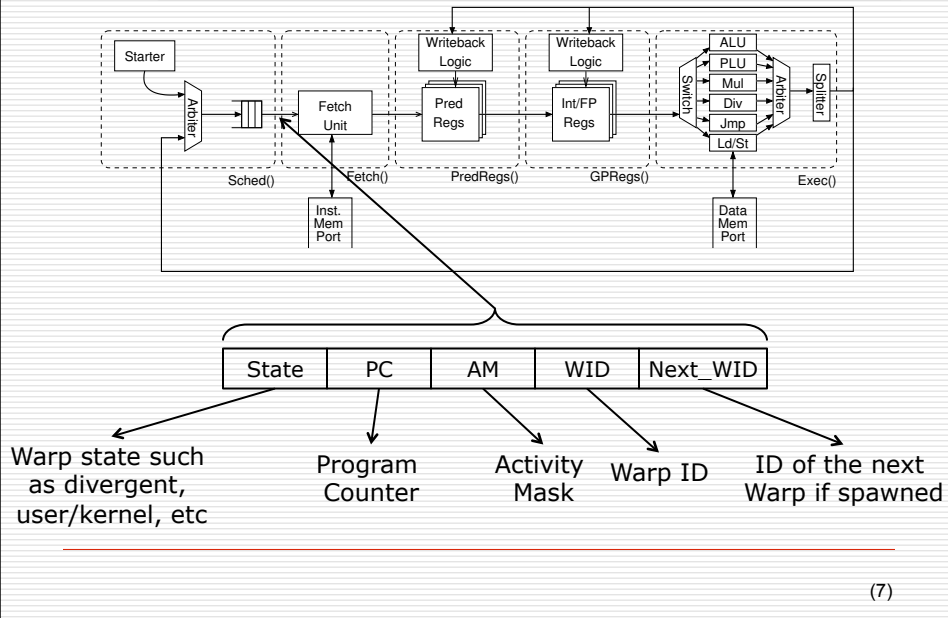 Starter
Arbiter
Sched()
Fetch
Unit
Fetch()
Inst.
Mem
Port
Writeback
Logic
Pred
Regs
PredRegs()
Writeback
Logic
Int/FP
Regs
GPRegs()
Switch
ALU
PLU
Mul
Div
Jmp
Ld/St
Arbiter
Splitter
Exec()
Data
Mem
Port
State PC AM WID Next_WID
Warp state such
as divergent,
user/kernel, etc
Program
Counter
Activity
Mask
Warp ID
ID of the next
Warp if spawned
(7)